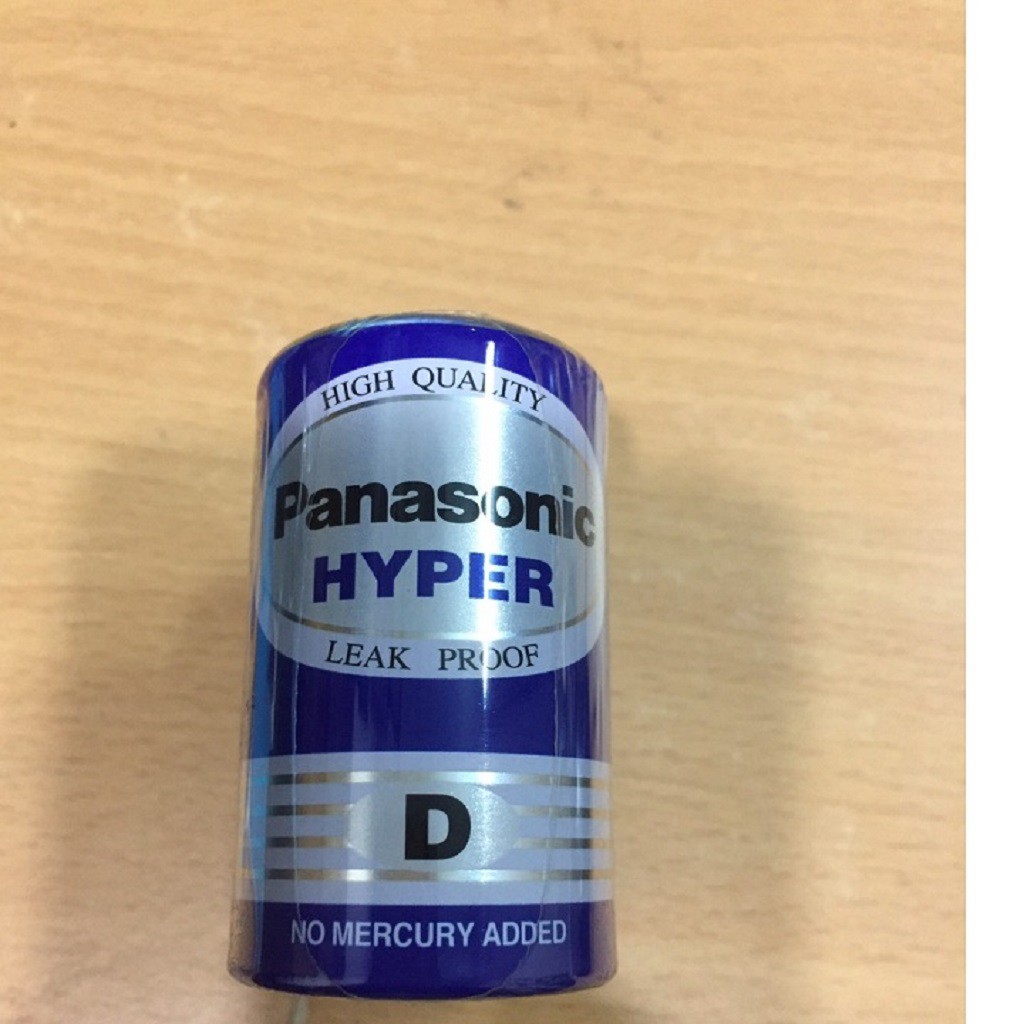 HIGH QUALITY
Panasonic
HYPER
LEAK PROOF
D
NO MERCURY ADDED